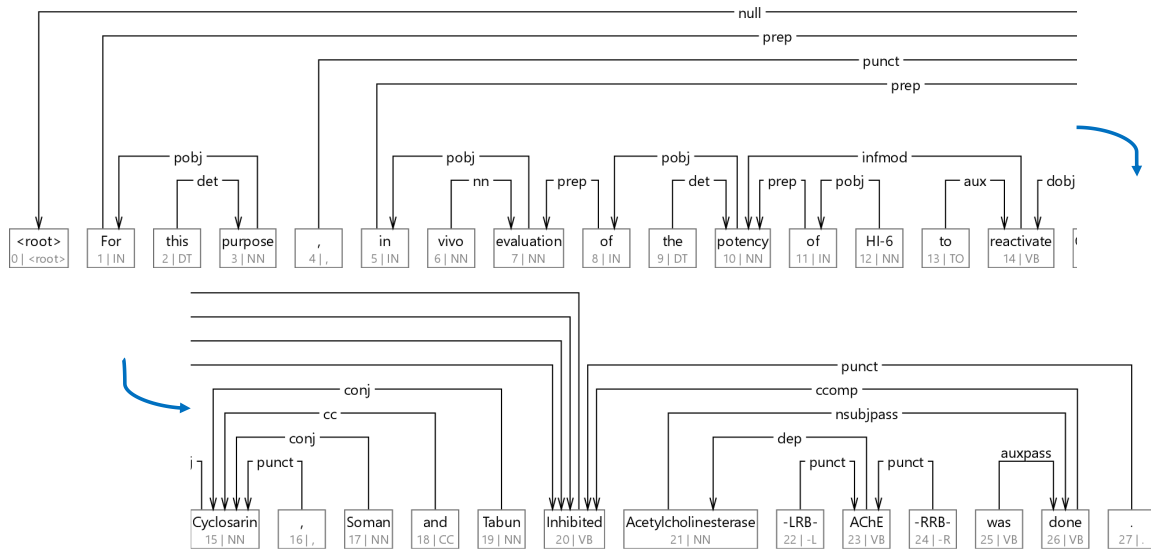 null
prep
punct
prep
pobj pobj pobj infmod
det nn prep det prep pobj aux dobj
<root> For this purpose , in vivo evaluation of the potency of HI-6 to reactivate
0 | <root> 1 | IN 2 | DT 3 | NN 4 | , 5 | IN 6 | NN 7 | NN 8 | IN 9 | DT 10 | NN 11 | IN 12 | NN 13 | TO 14 | VB
punct
conj ccomp
cc nsubjpass
conj dep
j punct punct punct auxpass
Cyclosarin , Soman and Tabun Inhibited Acetylcholinesterase -LRB- AChE -RRB- was done .
15 | NN 16 | , 17 | NN 18 | CC 19 | NN 20 | VB 21 | NN 22 | -L 23 | VB 24 | -R 25 | VB 26 | VB 27 | .